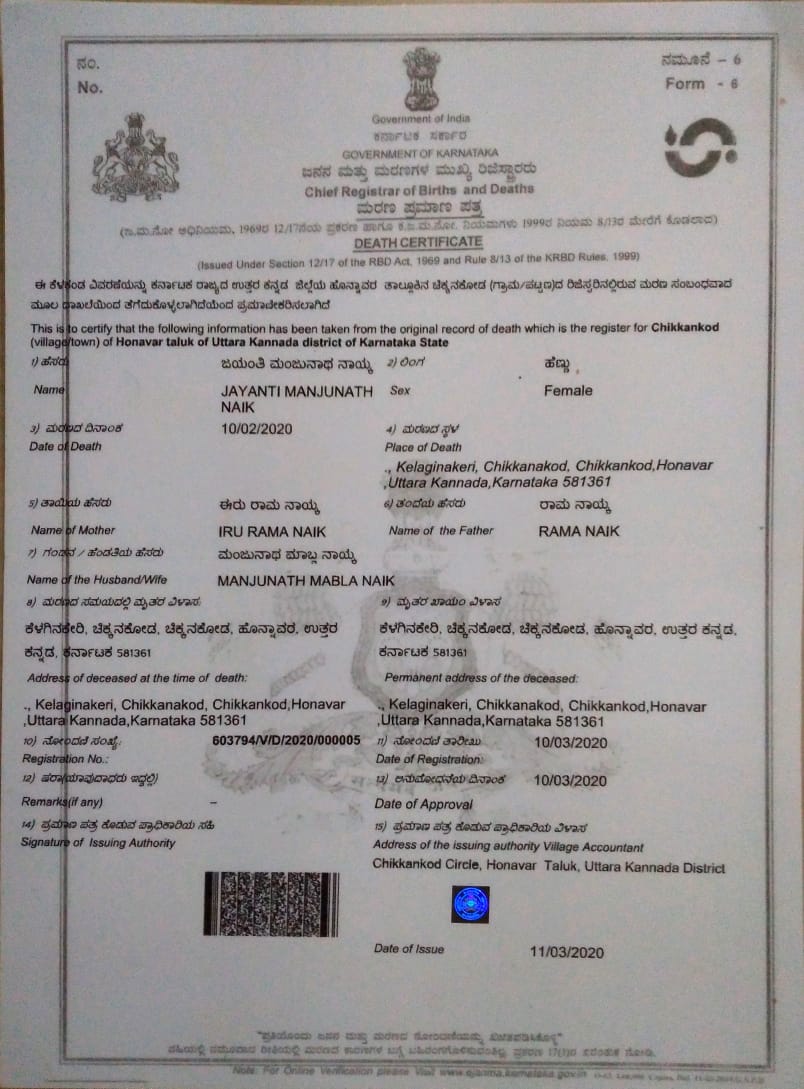 ನಂ.
No.
ನಮೂನೆ - 6
Form - 6
Government of India
ಕರ್ನಾಟಕ ಸರ್ಕಾರ
GOVERNMENT OF KARNATAKA
ಜನನ ಮತ್ತು ಮರಣಗಳ ಮುಖ್ಯ ರಿಜಿಸ್ಟ್ರಾರರು
Chief Registrar of Births and Deaths
ಮರಣ ಪ್ರಮಾಣ ಪತ್ರ
(ಜ.ಮ.ನೋ ಅಧಿನಿಯಮ, 1969ರ 12/17ನೆಯ ಪ್ರಕರಣ ಹಾಗೂ ಕ.ಜ.ಮ.ನೋ. ನಿಯಮಗಳು 1999ರ ನಿಯಮ 8/13ರ ಮೇರೆಗೆ ಕೊಡಲಾದ)
DEATH CERTIFICATE
(Issued Under Section 12/17 of the RBD Act, 1969 and Rule 8/13 of the KRBD Rules, 1999)
ಈ ಕೆಳಕಂಡ ವಿವರಣೆಯನ್ನು ಕರ್ನಾಟಕ ರಾಜ್ಯದ ಉತ್ತರ ಕನ್ನಡ ಜಿಲ್ಲೆಯ ಹೊನ್ನಾವರ ತಾಲ್ಲೂಕಿನ ಚಿಕ್ಕನಕೋಡ (ಗ್ರಾಮ/ಪಟ್ಟಣ)ದ ರಿಜಿಸ್ಟರಿನಲ್ಲಿರುವ ಮರಣ ಸಂಬಂಧವಾದ
ಮೂಲ ದಾಖಲೆಯಿಂದ ತೆಗೆದುಕೊಳ್ಳಲಾಗಿದೆಯೆಂದು ಪ್ರಮಾಣೀಕರಿಸಲಾಗಿದೆ
This is to certify that the following information has been taken from the original record of death which is the register for Chikkankod
(village/town) of Honavar taluk of Uttara Kannada district of Karnataka State
1) ಹೆಸರು ಜಯಂತಿ ಮಂಜುನಾಥ ನಾಯ್ಕ 2) ಲಿಂಗ ಹೆಣ್ಣು
Name JAYANTI MANJUNATH NAIK Sex Female
3) ಮರಣದ ದಿನಾಂಕ 10/02/2020 4) ಮರಣದ ಸ್ಥಳ
Date of Death Place of Death
., Kelaginakeri, Chikkanakod, Chikkankod,Honavar
,Uttara Kannada,Karnataka 581361
5) ತಾಯಿಯ ಹೆಸರು ಈರು ರಾಮ ನಾಯ್ಕ 6) ತಂದೆಯ ಹೆಸರು ರಾಮ ನಾಯ್ಕ
Name of Mother IRU RAMA NAIK Name of the Father RAMA NAIK
7) ಗಂಡನ / ಹೆಂಡತಿಯ ಹೆಸರು ಮಂಜುನಾಥ ಮಾಬ್ಲ ನಾಯ್ಕ
Name of the Husband/Wife MANJUNATH MABLA NAIK
8) ಮರಣದ ಸಮಯದಲ್ಲಿ ಮೃತರ ವಿಳಾಸ: 9) ಮೃತರ ಖಾಯಂ ವಿಳಾಸ
ಕೆಳಗಿನಕೇರಿ, ಚಿಕ್ಕನಕೋಡ, ಚಿಕ್ಕನಕೋಡ, ಹೊನ್ನಾವರ, ಉತ್ತರ
ಕನ್ನಡ, ಕರ್ನಾಟಕ 581361
ಕೆಳಗಿನಕೇರಿ, ಚಿಕ್ಕನಕೋಡ, ಚಿಕ್ಕನಕೋಡ, ಹೊನ್ನಾವರ, ಉತ್ತರ ಕನ್ನಡ,
ಕರ್ನಾಟಕ 581361
Address of deceased at the time of death: Permanent address of the deceased:
., Kelaginakeri, Chikkanakod, Chikkankod,Honavar
,Uttara Kannada,Karnataka 581361
., Kelaginakeri, Chikkanakod, Chikkankod,Honavar
,Uttara Kannada,Karnataka 581361
10) ನೋಂದಣಿ ಸಂಖ್ಯೆ: 603794/V/D/2020/000005 11) ನೋಂದಣಿ ತಾರೀಖು 10/03/2020
Registration No.: Date of Registration:
12) ಷರಾ(ಯಾವುದಾದರು ಇದ್ದಲ್ಲಿ) 13) ಅನುಮೋದನೆಯ ದಿನಾಂಕ 10/03/2020
Remarks(if any) -- Date of Approval
14) ಪ್ರಮಾಣ ಪತ್ರ ಕೊಡುವ ಪ್ರಾಧಿಕಾರಿಯ ಸಹಿ 15) ಪ್ರಮಾಣ ಪತ್ರ ಕೊಡುವ ಪ್ರಾಧಿಕಾರಿಯ ವಿಳಾಸ
Signature of Issuing Authority Address of the issuing authority Village Accountant
Chikkankod Circle, Honavar Taluk, Uttara Kannada District
Date of Issue 11/03/2020
"ಪ್ರತಿಯೊಂದು ಜನನ ಮತ್ತು ಮರಣದ ನೋಂದಣಿಯನ್ನು ಖಚಿತಪಡಿಸಿಕೊಳ್ಳಿ"
Note: For Online Verification please Visit www.ejanma.karnataka.gov.in